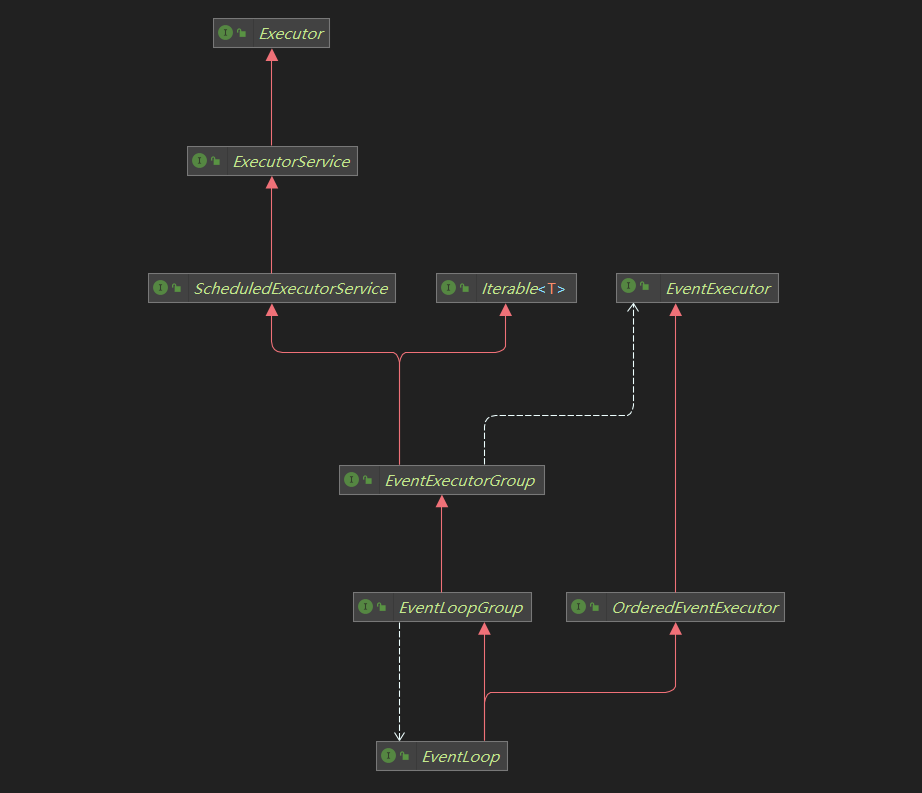 Executor
ExecutorService
ScheduledExecutorService
Iterable<T>
EventExecutor
EventExecutorGroup
EventLoopGroup
OrderedEventExecutor
EventLoop